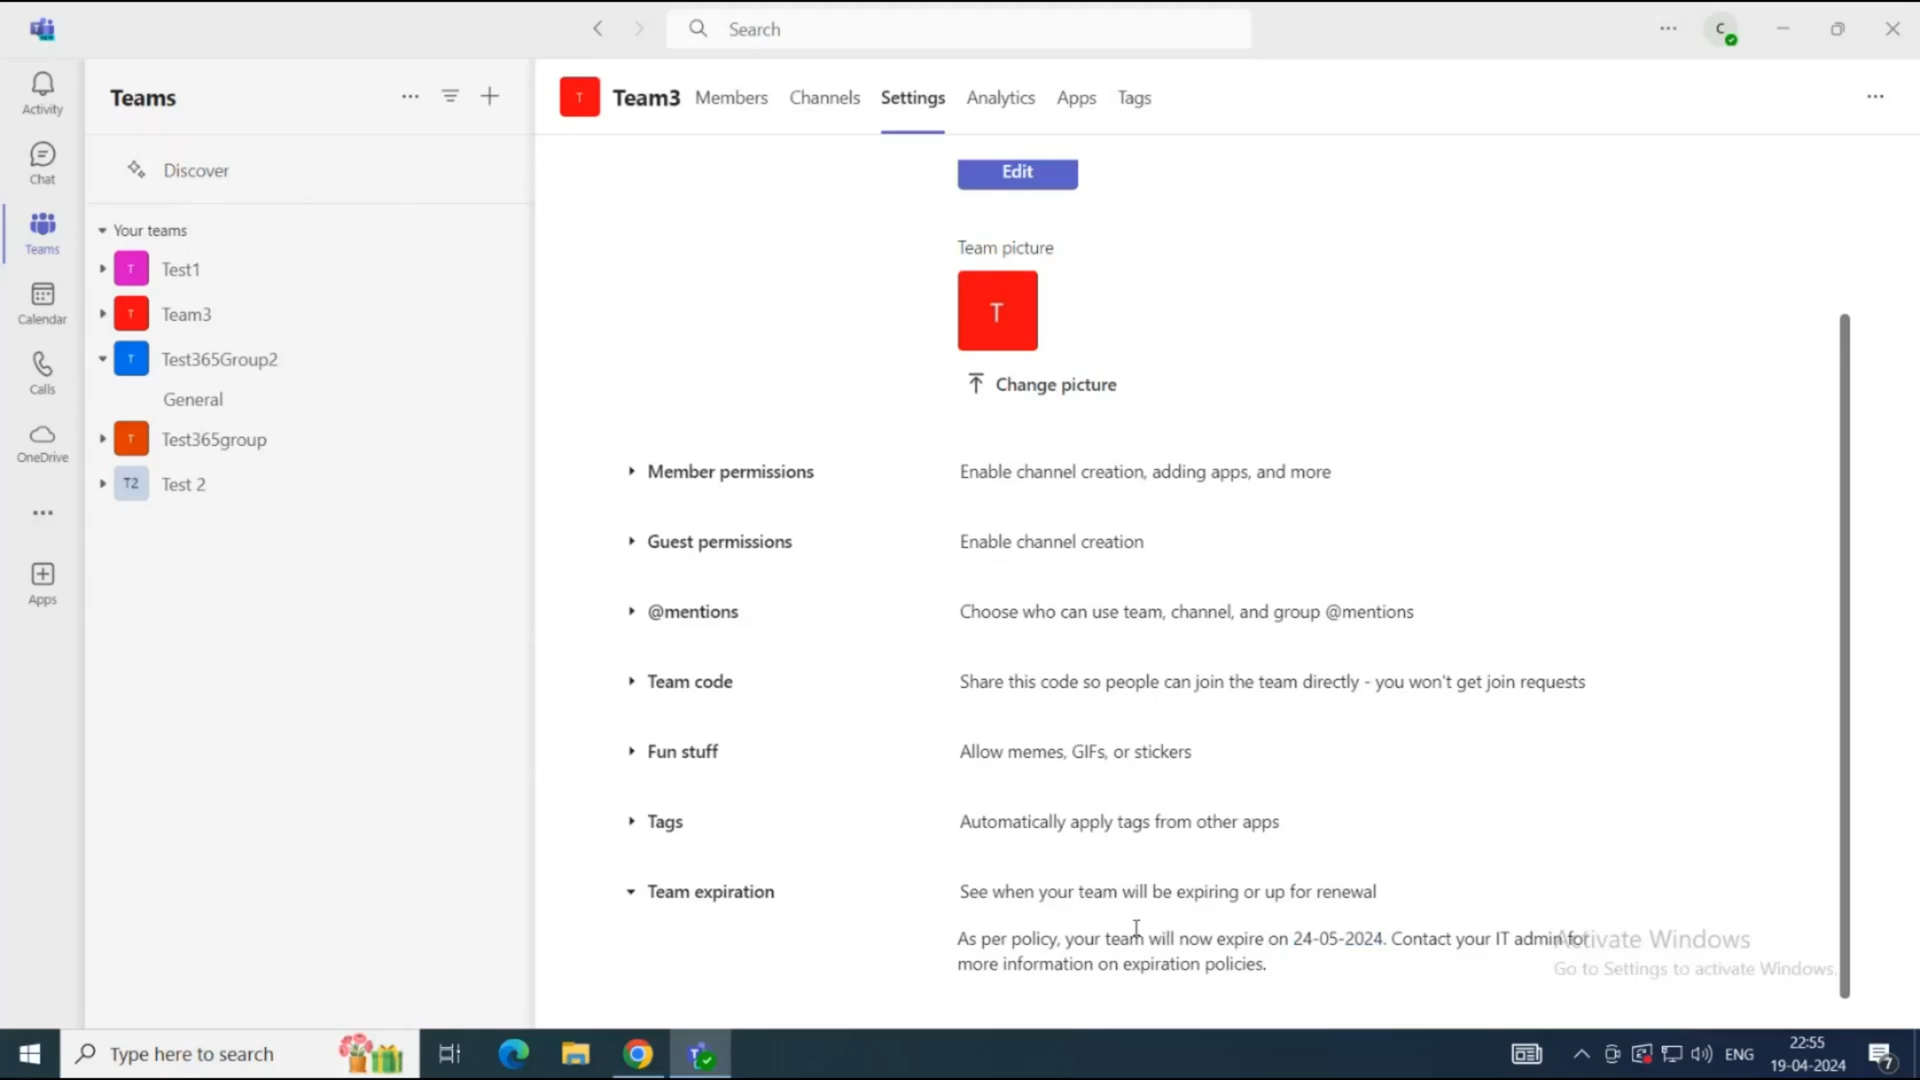 Search
C
Activity
Chat
Teams
Calendar
Calls
OneDrive
Apps
Teams
Discover
Your teams
T Test1
T Team3
T Test365Group2
General
T Test365group
T2 Test 2
T Team3 Members Channels Settings Analytics Apps Tags
Edit
Team picture
T
Change picture
Member permissions Enable channel creation, adding apps, and more
Guest permissions Enable channel creation
@mentions Choose who can use team, channel, and group @mentions
Team code Share this code so people can join the team directly - you won't get join requests
Fun stuff Allow memes, GIFs, or stickers
Tags Automatically apply tags from other apps
Team expiration See when your team will be expiring or up for renewal
As per policy, your team will now expire on 24-05-2024. Contact your IT admin for
more information on expiration policies.
Activate Windows
Go to Settings to activate Windows.
Type here to search
ENG
22:55
19-04-2024
7